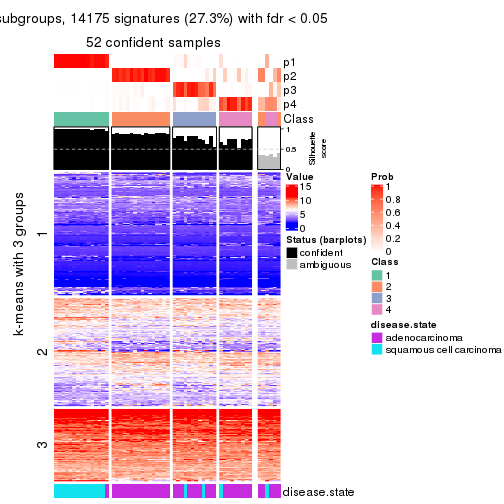 subgroups, 14175 signatures (27.3%) with fdr < 0.05
52 confident samples
p1
p2
p3
p4
Class
1
0.5
0
Silhouette
score
k-means with 3 groups
1
2
3
disease.state
Value
15
10
5
0
Status (barplots)
confident
ambiguous
Prob
1
0.8
0.6
0.4
0.2
0
Class
1
2
3
4
disease.state
adenocarcinoma
squamous cell carcinoma